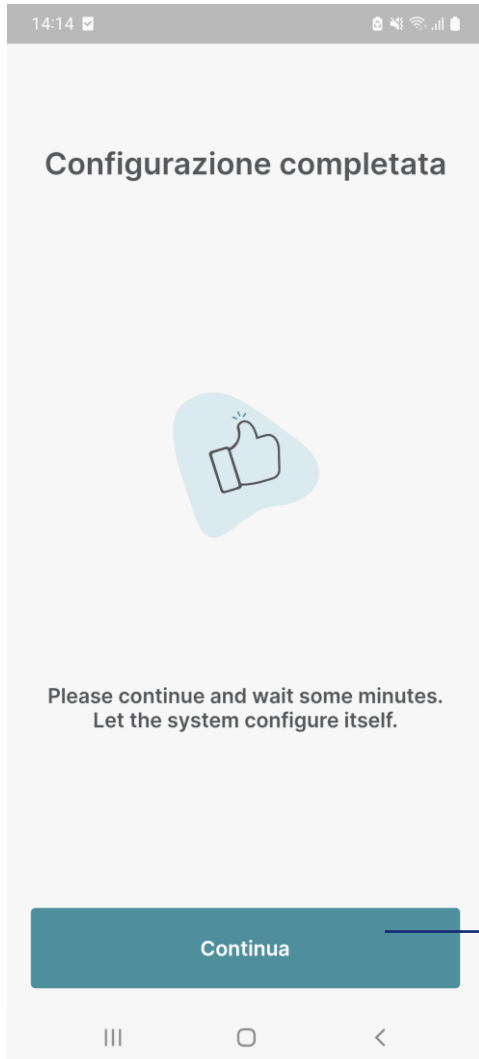 14:14
Configurazione completata
Please continue and wait some minutes.
Let the system configure itself.
Continua